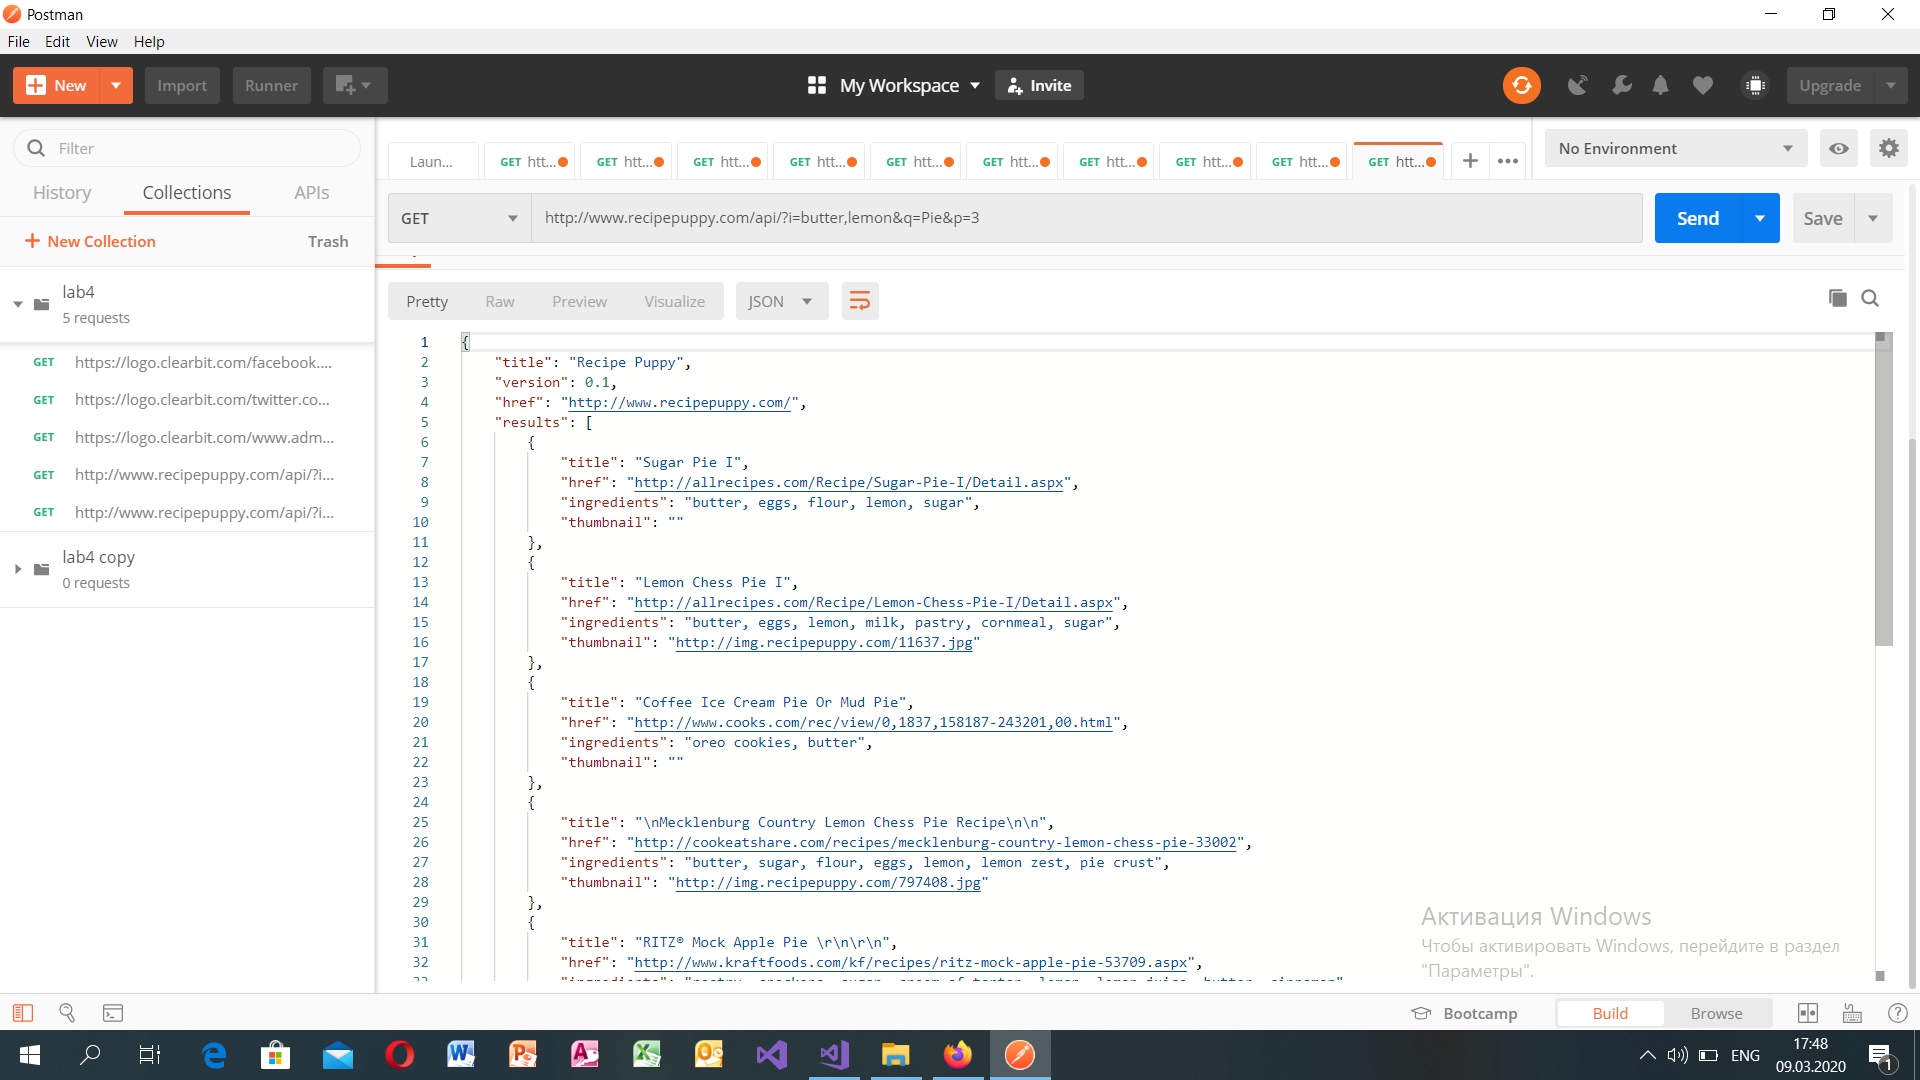 Postman
File Edit View Help
New Import Runner My Workspace Invite Upgrade
Filter
History Collections APIs
New Collection Trash
lab4
5 requests
GET https://logo.clearbit.com/facebook....
GET https://logo.clearbit.com/twitter.co...
GET https://logo.clearbit.com/www.adm...
GET http://www.recipepuppy.com/api/?i...
GET http://www.recipepuppy.com/api/?i...
lab4 copy
0 requests
Laun... GET htt... GET htt... GET htt... GET htt... GET htt... GET htt... GET htt... GET htt... GET htt... GET htt...
No Environment
GET http://www.recipepuppy.com/api/?i=butter,lemon&q=Pie&p=3 Send Save
Pretty Raw Preview Visualize JSON
1 {
2 "title": "Recipe Puppy",
3 "version": 0.1,
4 "href": "http://www.recipepuppy.com/",
5 "results": [
6 {
7 "title": "Sugar Pie I",
8 "href": "http://allrecipes.com/Recipe/Sugar-Pie-I/Detail.aspx",
9 "ingredients": "butter, eggs, flour, lemon, sugar",
10 "thumbnail": ""
11 },
12 {
13 "title": "Lemon Chess Pie I",
14 "href": "http://allrecipes.com/Recipe/Lemon-Chess-Pie-I/Detail.aspx",
15 "ingredients": "butter, eggs, lemon, milk, pastry, cornmeal, sugar",
16 "thumbnail": "http://img.recipepuppy.com/11637.jpg"
17 },
18 {
19 "title": "Coffee Ice Cream Pie Or Mud Pie",
20 "href": "http://www.cooks.com/rec/view/0,1837,158187-243201,00.html",
21 "ingredients": "oreo cookies, butter",
22 "thumbnail": ""
23 },
24 {
25 "title": "\nMecklenburg Country Lemon Chess Pie Recipe\n\n",
26 "href": "http://cookeatshare.com/recipes/mecklenburg-country-lemon-chess-pie-33002",
27 "ingredients": "butter, sugar, flour, eggs, lemon, lemon zest, pie crust",
28 "thumbnail": "http://img.recipepuppy.com/797408.jpg"
29 },
30 {
31 "title": "RITZ® Mock Apple Pie \r\n\r\n",
32 "href": "http://www.kraftfoods.com/kf/recipes/ritz-mock-apple-pie-53709.aspx",
Активация Windows
Чтобы активировать Windows, перейдите в раздел
"Параметры".
Bootcamp Build Browse
ENG 17:48
09.03.2020
1